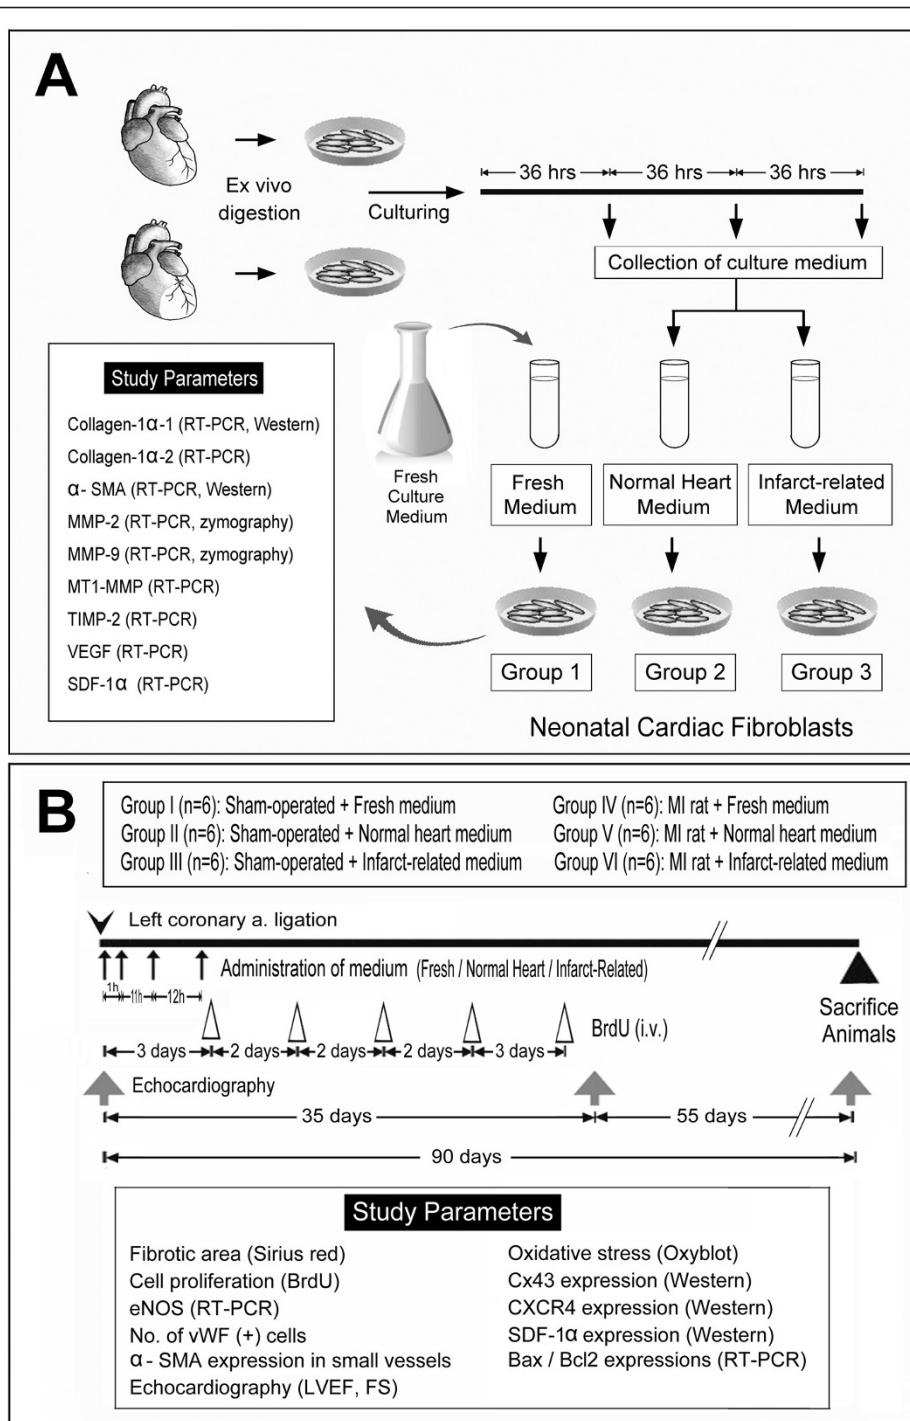 A
36 hrs 36 hrs 36 hrs
Ex vivo
digestion
Culturing
Collection of culture medium
Study Parameters
Collagen-1α-1 (RT-PCR, Western)
Collagen-1α-2 (RT-PCR)
α- SMA (RT-PCR, Western)
MMP-2 (RT-PCR, zymography)
MMP-9 (RT-PCR, zymography)
MT1-MMP (RT-PCR)
TIMP-2 (RT-PCR)
VEGF (RT-PCR)
SDF-1α (RT-PCR)
Fresh
Culture
Medium
Fresh
Medium
Normal Heart
Medium
Infarct-related
Medium
Group 1
Group 2
Group 3
Neonatal Cardiac Fibroblasts
B
Group I (n=6): Sham-operated + Fresh medium
Group II (n=6): Sham-operated + Normal heart medium
Group III (n=6): Sham-operated + Infarct-related medium
Group IV (n=6): MI rat + Fresh medium
Group V (n=6): MI rat + Normal heart medium
Group VI (n=6): MI rat + Infarct-related medium
Left coronary a. ligation
Administration of medium (Fresh / Normal Heart / Infarct-Related)
1h 11h 12h
Sacrifice
Animals
BrdU (i.v.)
3 days 2 days 2 days 2 days 3 days
Echocardiography
35 days 55 days
90 days
Study Parameters
Fibrotic area (Sirius red)
Cell proliferation (BrdU)
eNOS (RT-PCR)
No. of vWF (+) cells
α- SMA expression in small vessels
Echocardiography (LVEF, FS)
Oxidative stress (Oxyblot)
Cx43 expression (Western)
CXCR4 expression (Western)
SDF-1α expression (Western)
Bax / Bcl2 expressions (RT-PCR)